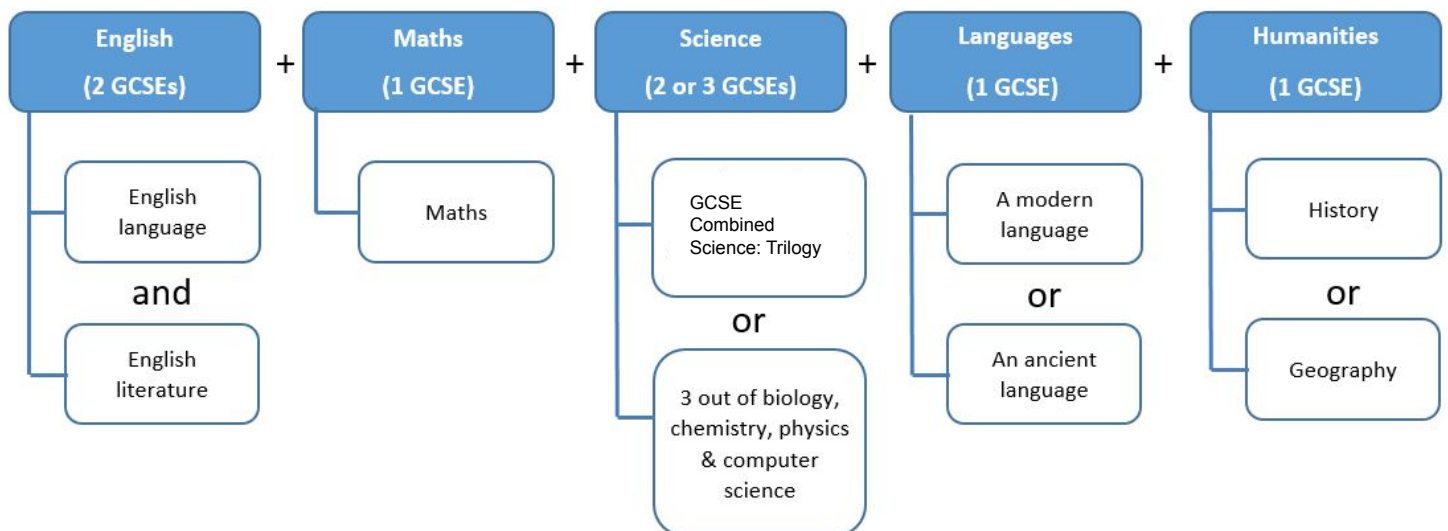 English
(2 GCSEs)
+
Maths
(1 GCSE)
+
Science
(2 or 3 GCSEs)
+
Languages
(1 GCSE)
+
Humanities
(1 GCSE)
English
language
and
English
literature
Maths
GCSE
Combined
Science: Trilogy
or
3 out of biology,
chemistry, physics
& computer
science
A modern
language
or
An ancient
language
History
or
Geography